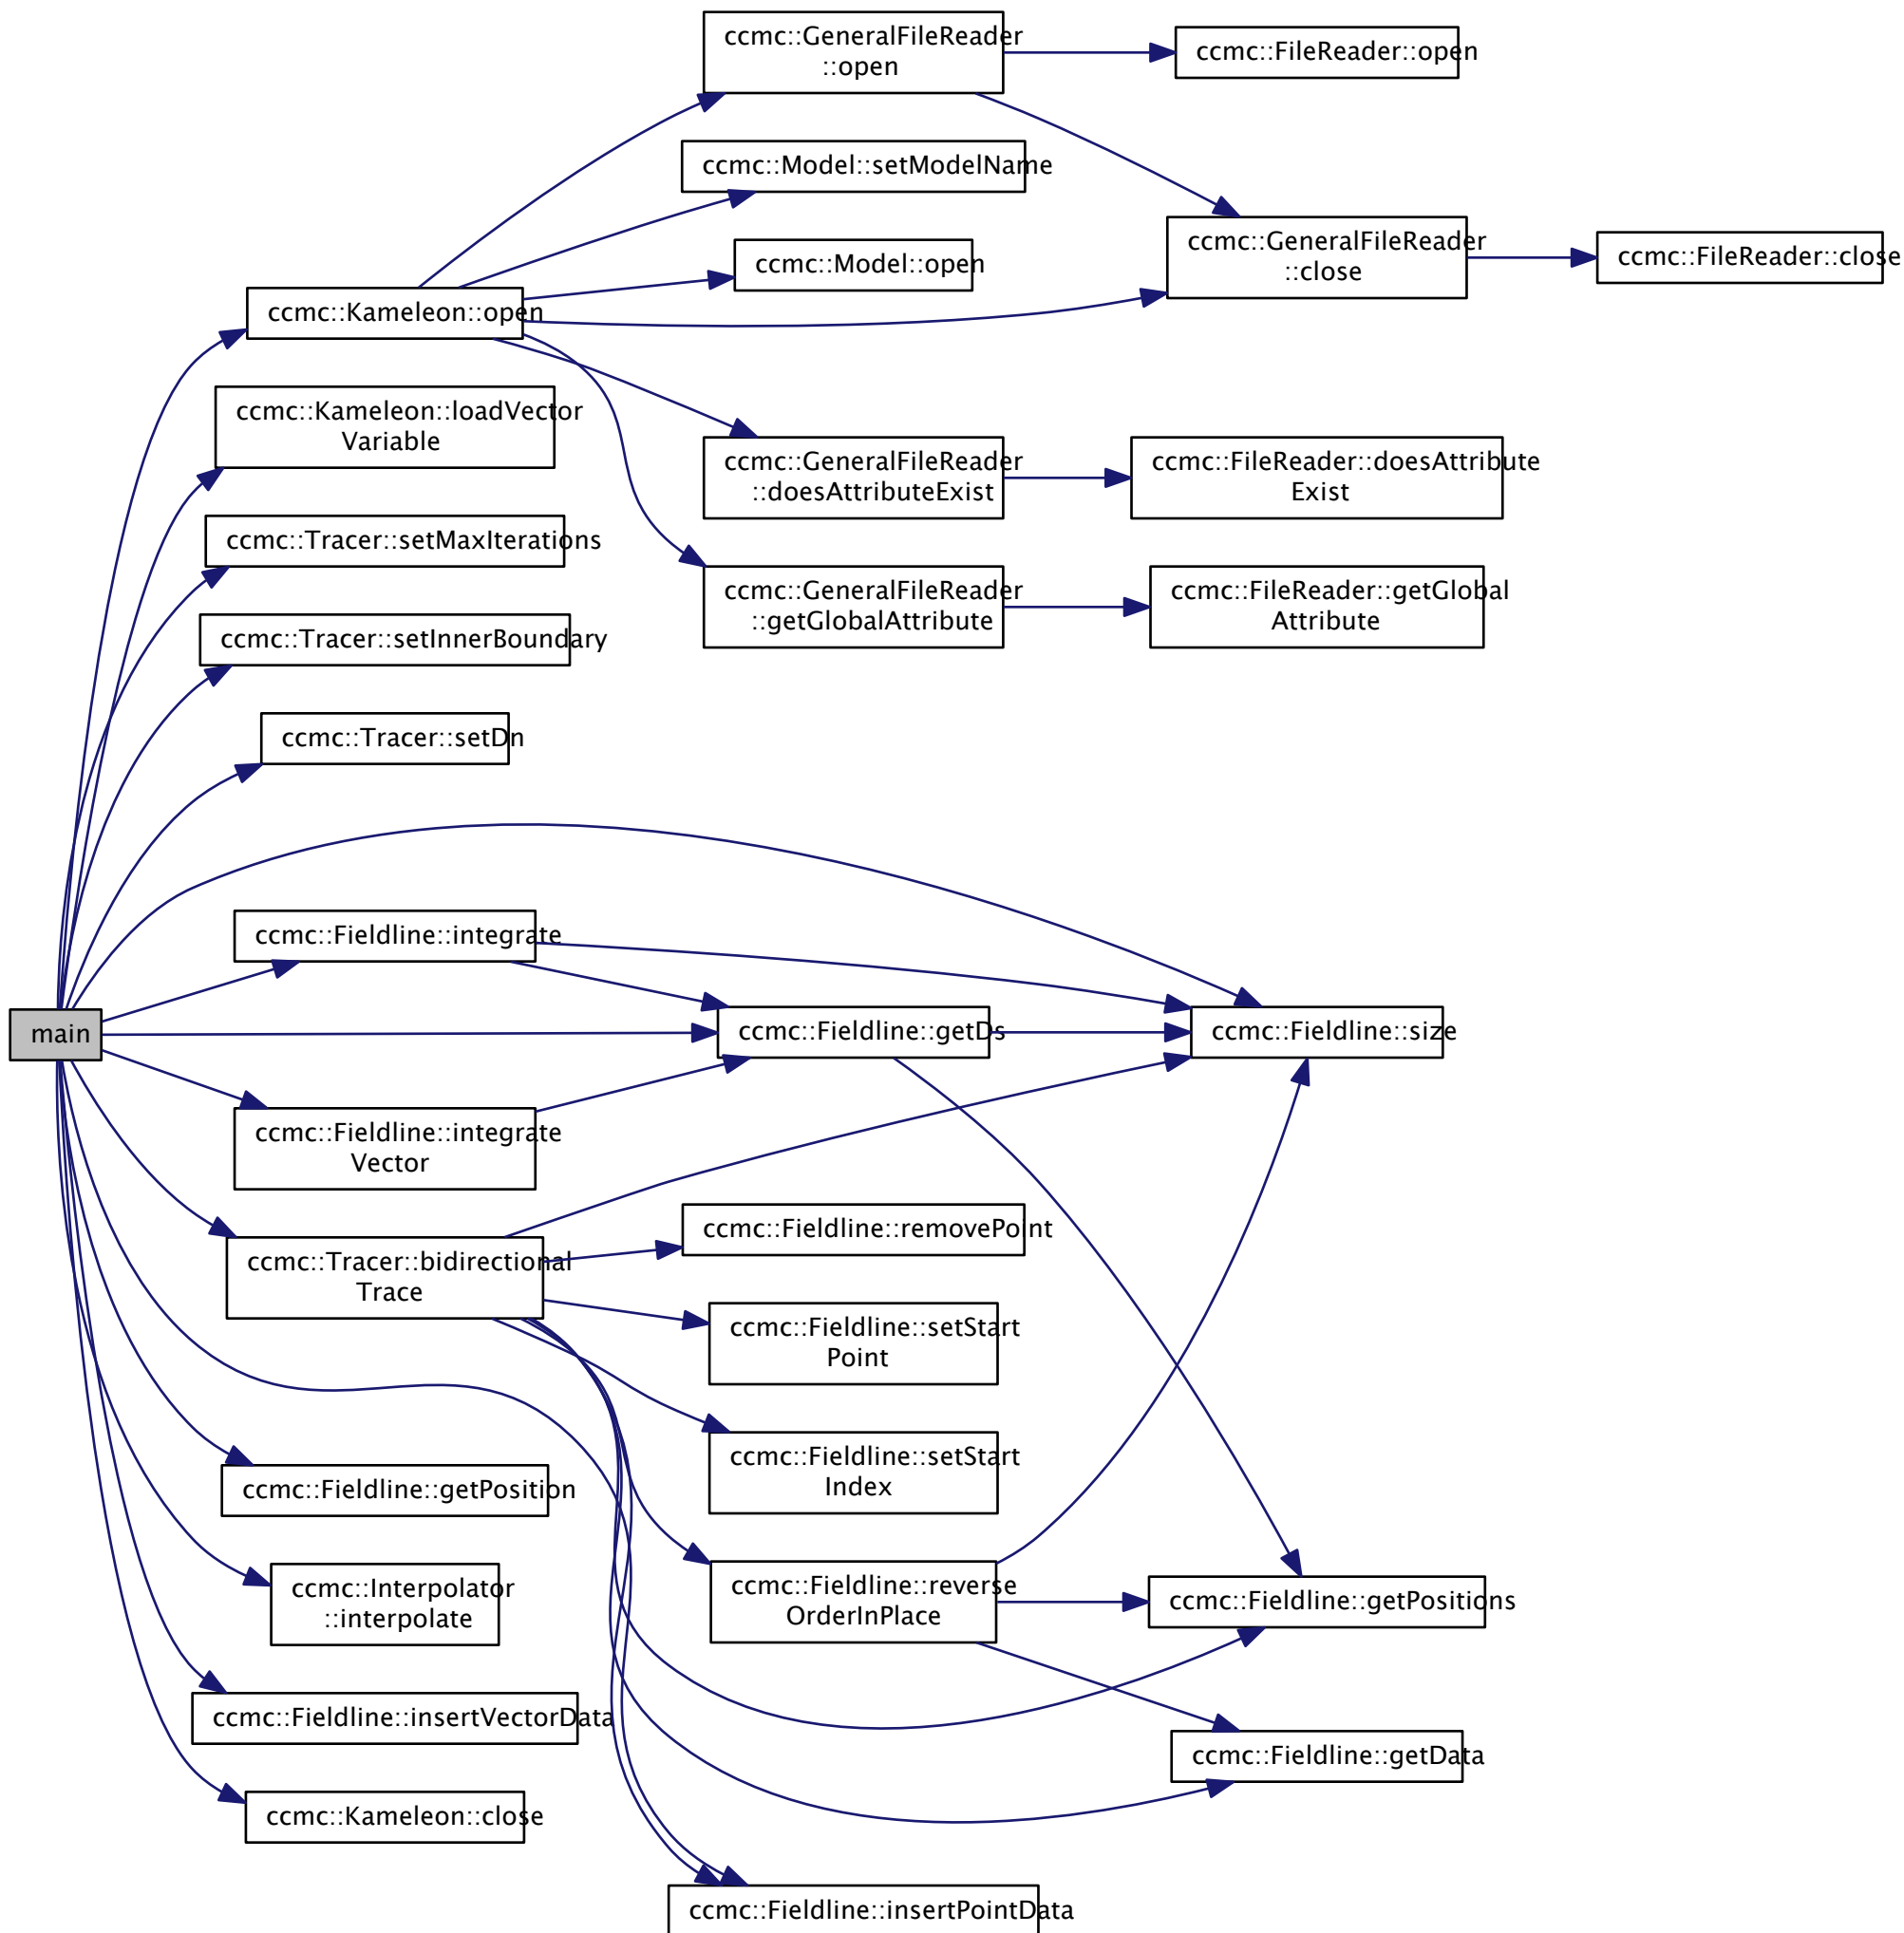 ccmc::GeneralFileReader
::open
ccmc::FileReader::open
ccmc::Model::setModelName
ccmc::GeneralFileReader
::close
ccmc::FileReader::close
ccmc::Model::open
ccmc::Kameleon::open
ccmc::Kameleon::loadVector
Variable
ccmc::GeneralFileReader
::doesAttributeExist
ccmc::FileReader::doesAttribute
Exist
ccmc::Tracer::setMaxIterations
ccmc::GeneralFileReader
::getGlobalAttribute
ccmc::FileReader::getGlobal
Attribute
ccmc::Tracer::setInnerBoundary
ccmc::Tracer::setDn
ccmc::Fieldline::integrate
main
ccmc::Fieldline::getDs
ccmc::Fieldline::size
ccmc::Fieldline::integrate
Vector
ccmc::Fieldline::removePoint
ccmc::Tracer::bidirectional
Trace
ccmc::Fieldline::setStart
Point
ccmc::Fieldline::setStart
Index
ccmc::Fieldline::getPosition
ccmc::Interpolator
::interpolate
ccmc::Fieldline::reverse
OrderInPlace
ccmc::Fieldline::getPositions
ccmc::Fieldline::insertVectorData
ccmc::Fieldline::getData
ccmc::Kameleon::close
ccmc::Fieldline::insertPointData